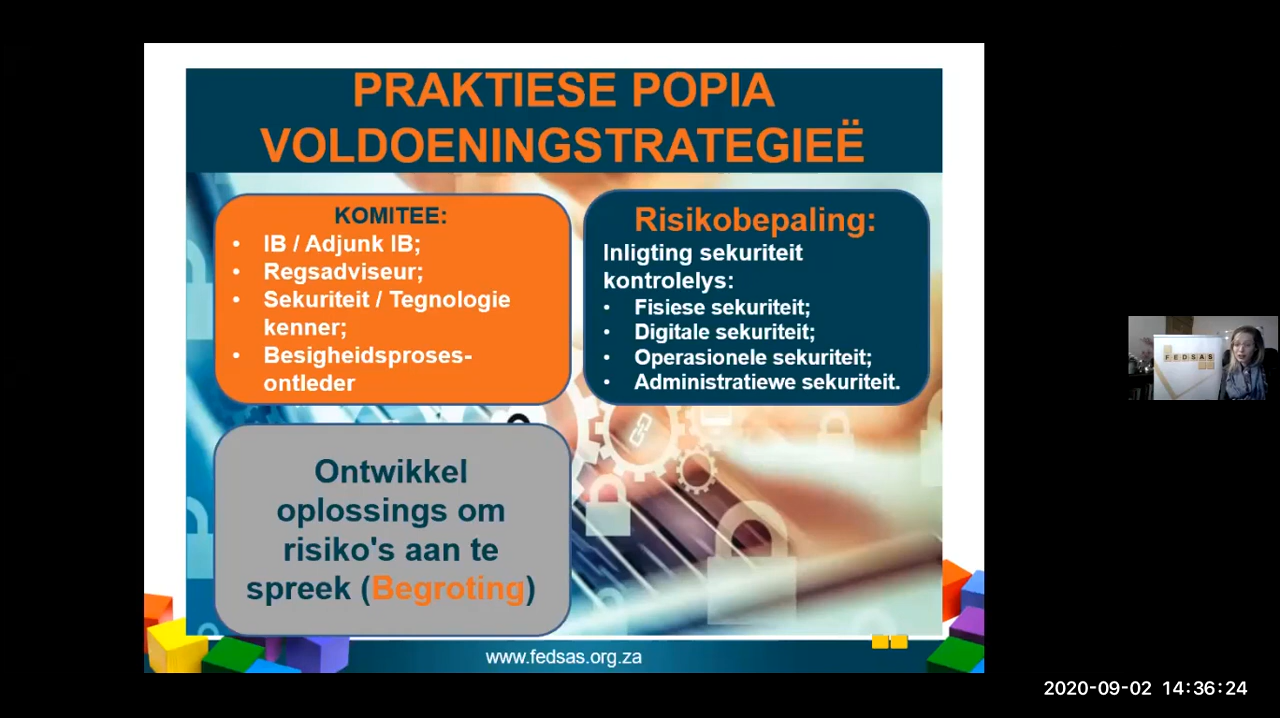 PRAKTIESE POPIA
VOLDOENINGSTRATEGIEË
KOMITEE:
• IB / Adjunk IB;
• Regsadviseur;
• Sekuriteit / Tegnologie
kenner;
• Besigheidsproses-
ontleder
Risikobepaling:
Inligting sekuriteit
kontrolelys:
• Fisiese sekuriteit;
• Digitale sekuriteit;
• Operasionele sekuriteit;
• Administratiewe sekuriteit.
Ontwikkel
oplossings om
risiko's aan te
spreek (Begroting)
www.fedsas.org.za
FEDSAS
2020-09-02 14:36:24